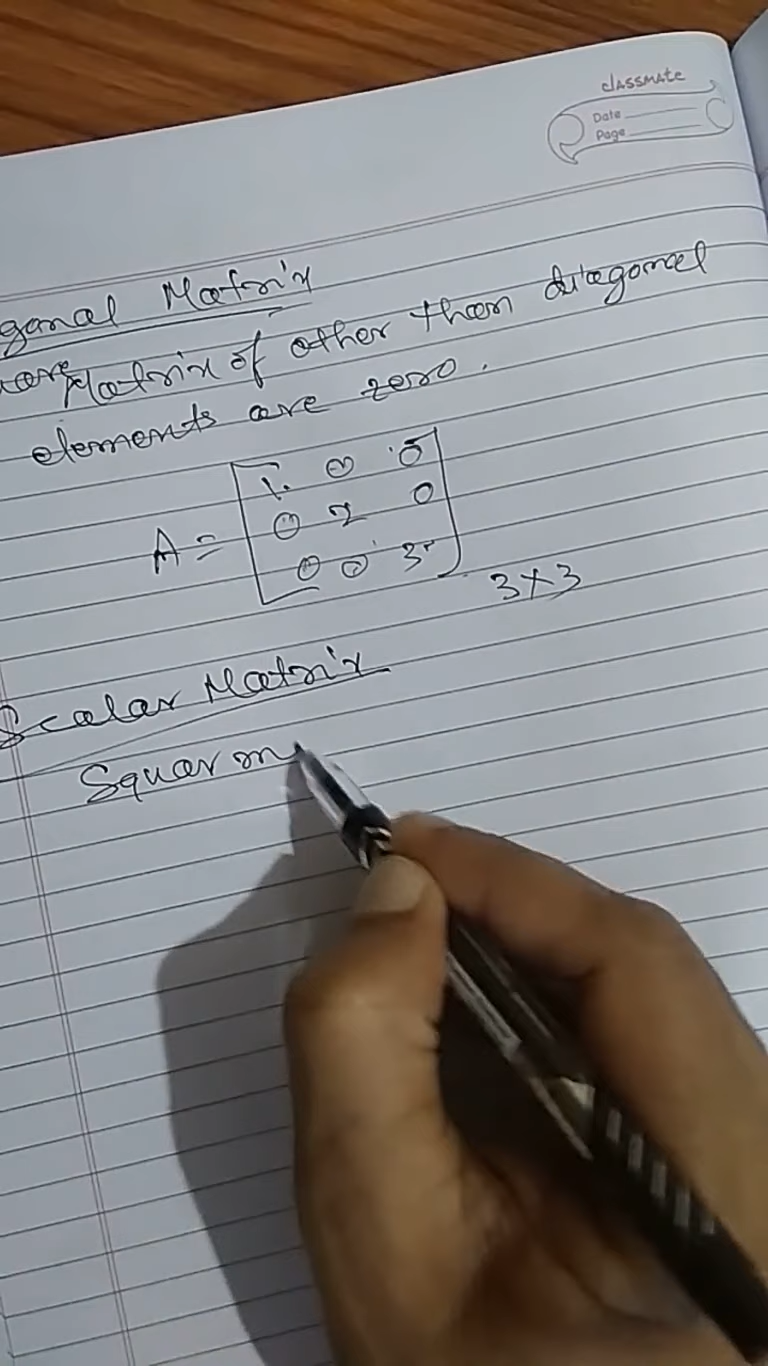 classmate
Date
Page
gonal Matrix
uare Matrix of other than diagonal
elements are zero.
1 0 0
A = 0 2 0
0 0 3
3×3
Scalar Matrix
Squar m